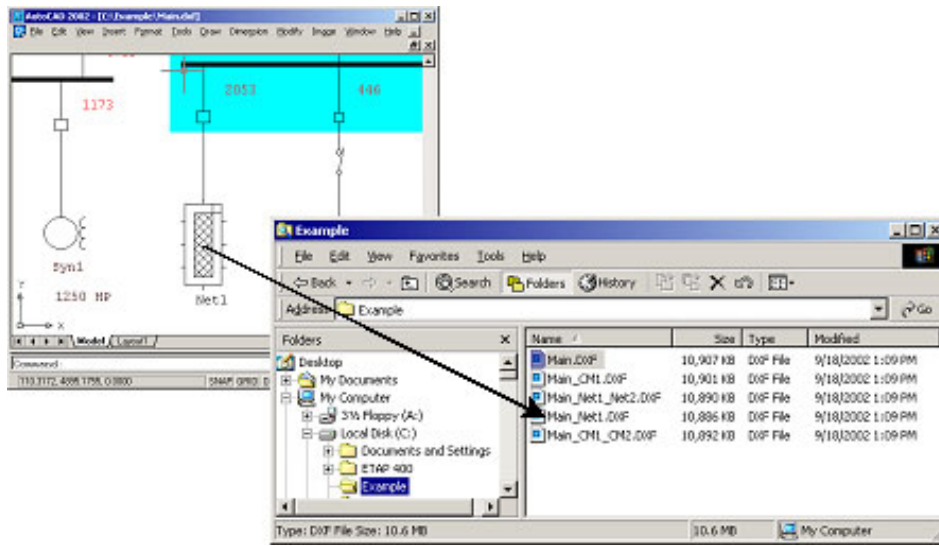 AutoCAD 2002 - [C:\Example\Main.dxf]
File Edit View Insert Format Tools Draw Dimension Modify Image Window Help
1173
2053
446
Syn1
1250 HP
Net1
Y
X
Model Layout1
Command:
SNAP GRID
Example
File Edit View Favorites Tools Help
Back Search Folders History
Address Example Go
Folders
Desktop
My Documents
My Computer
3½ Floppy (A:)
Local Disk (C:)
Documents and Settings
ETAP 400
Example
Name Size Type Modified
Main.DXF 10,907 KB DXF File 9/18/2002 1:09 PM
Main_CM1.DXF 10,901 KB DXF File 9/18/2002 1:09 PM
Main_Net1_Net2.DXF 10,890 KB DXF File 9/18/2002 1:09 PM
Main_Net1.DXF 10,886 KB DXF File 9/18/2002 1:09 PM
Main_CM1_CM2.DXF 10,892 KB DXF File 9/18/2002 1:09 PM
Type: DXF File Size: 10.6 MB 10.6 MB My Computer